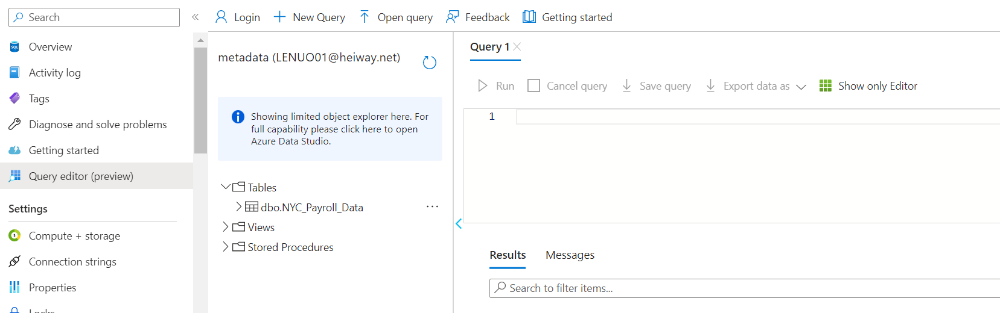 Search
«
Overview
Activity log
Tags
Diagnose and solve problems
Getting started
Query editor (preview)
Settings
Compute + storage
Connection strings
Properties
Locks
Login
New Query
Open query
Feedback
Getting started
metadata (LENUO01@heiway.net)
Showing limited object explorer here. For
full capability please click here to open
Azure Data Studio.
Tables
dbo.NYC_Payroll_Data
...
Views
Stored Procedures
Query 1
Run
Cancel query
Save query
Export data as
Show only Editor
1
Results
Messages
Search to filter items...